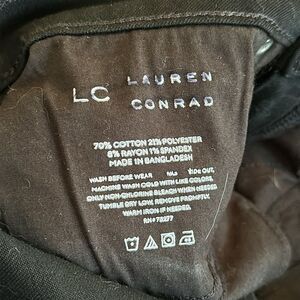 LC LAUREN
CONRAD
70% COTTON 21% POLYESTER
8% RAYON 1% SPANDEX
MADE IN BANGLADESH
WASH BEFORE WEAR
MACHINE WASH COLD WITH LIKE COLORS.
ONLY NON-CHLORINE BLEACH WHEN NEEDED.
TUMBLE DRY LOW. REMOVE PROMPTLY.
WARM IRON IF NEEDED.
RN# 73277